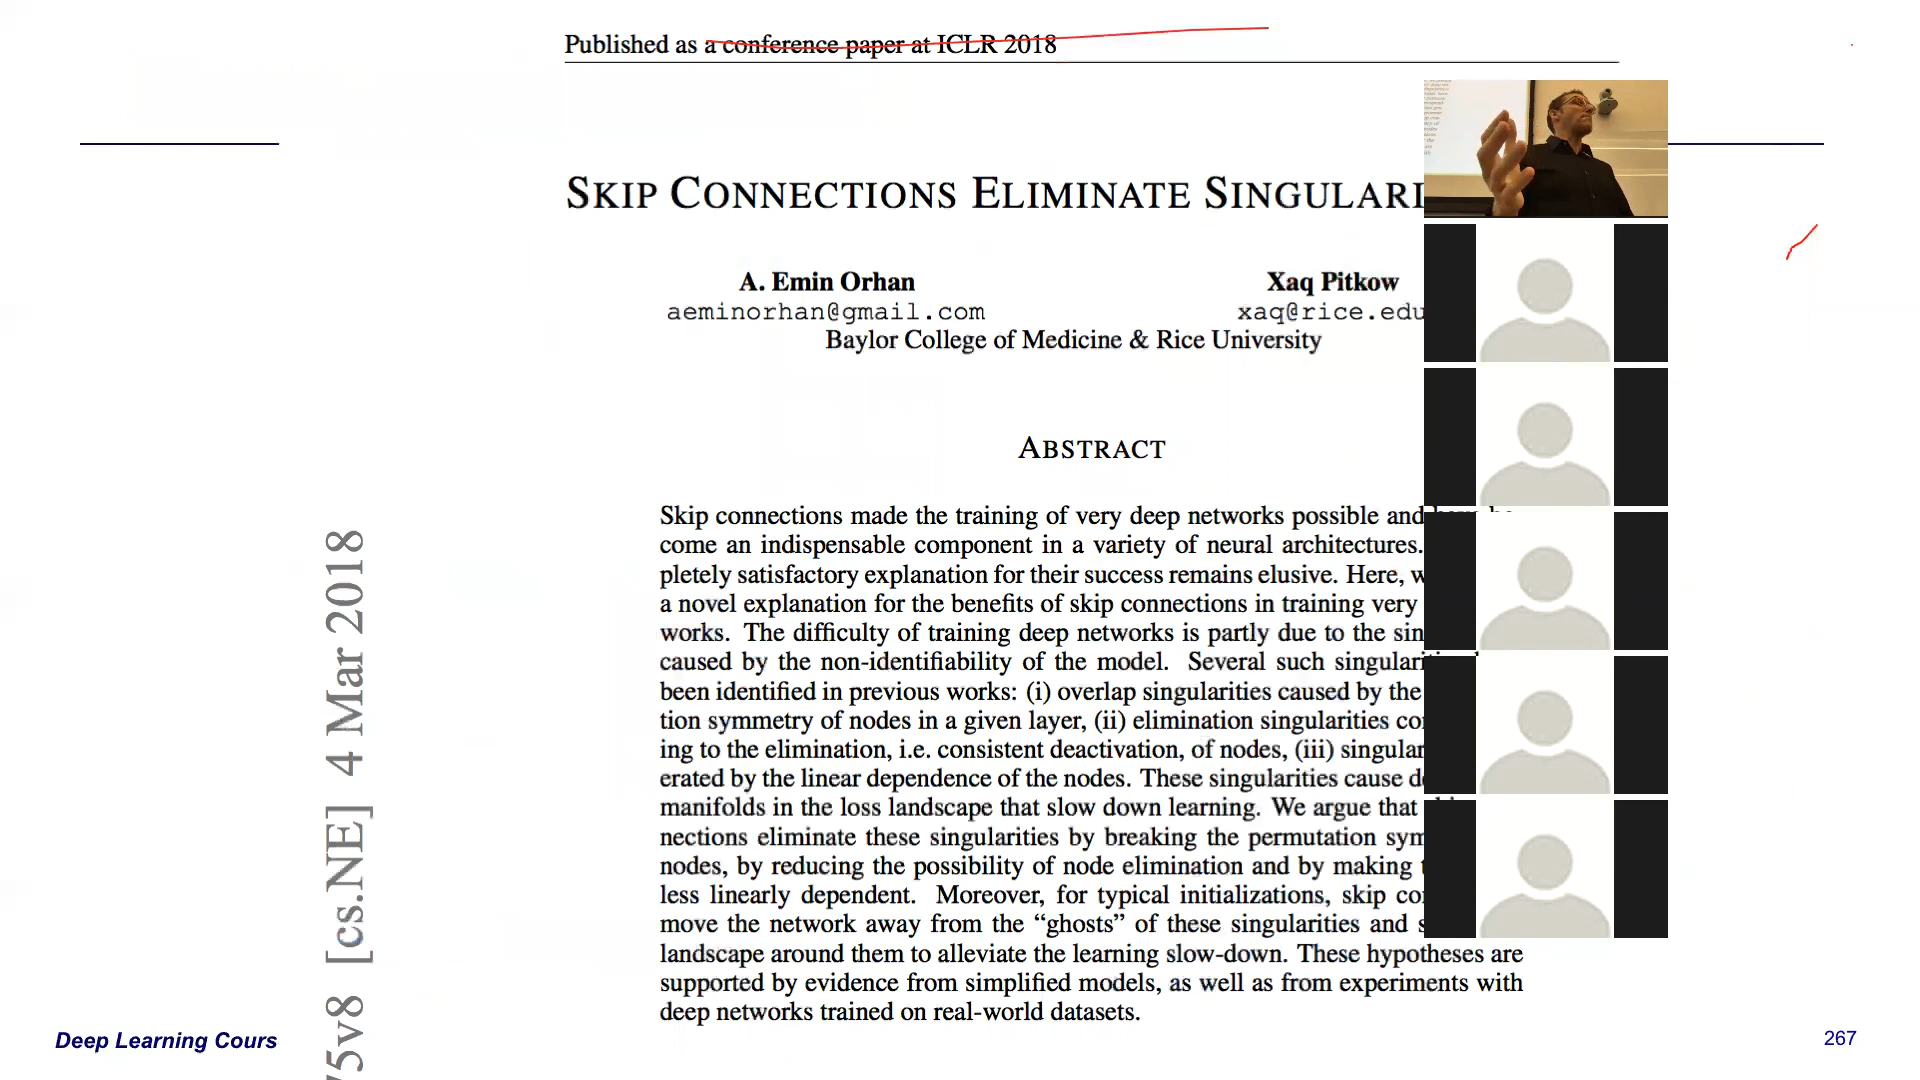 Published as a conference paper at ICLR 2018
SKIP CONNECTIONS ELIMINATE
A. Emin Orhan
Xaq Pitkow
aeminorhan@gmail.com
xaq@rice.edu
Baylor College of Medicine & Rice University
ABSTRACT
Skip connections made the training of very deep networks possible and
come an indispensable component in a variety of neural architectures.
pletely satisfactory explanation for their success remains elusive. Here,
a novel explanation for the benefits of skip connections in training very
works. The difficulty of training deep networks is partly due to the
caused by the non-identifiability of the model. Several such
been identified in previous works: (i) overlap singularities caused by the
tion symmetry of nodes in a given layer, (ii) elimination singularities
ing to the elimination, i.e. consistent deactivation, of nodes, (iii)
erated by the linear dependence of the nodes. These singularities cause
manifolds in the loss landscape that slow down learning. We argue that
nections eliminate these singularities by breaking the permutation
nodes, by reducing the possibility of node elimination and by making
less linearly dependent. Moreover, for typical initializations, skip
move the network away from the “ghosts” of these singularities and
landscape around them to alleviate the learning slow-down. These hypotheses are
supported by evidence from simplified models, as well as from experiments with
deep networks trained on real-world datasets.
75v8 [cs.NE] 4 Mar 2018
Deep Learning Cours
267